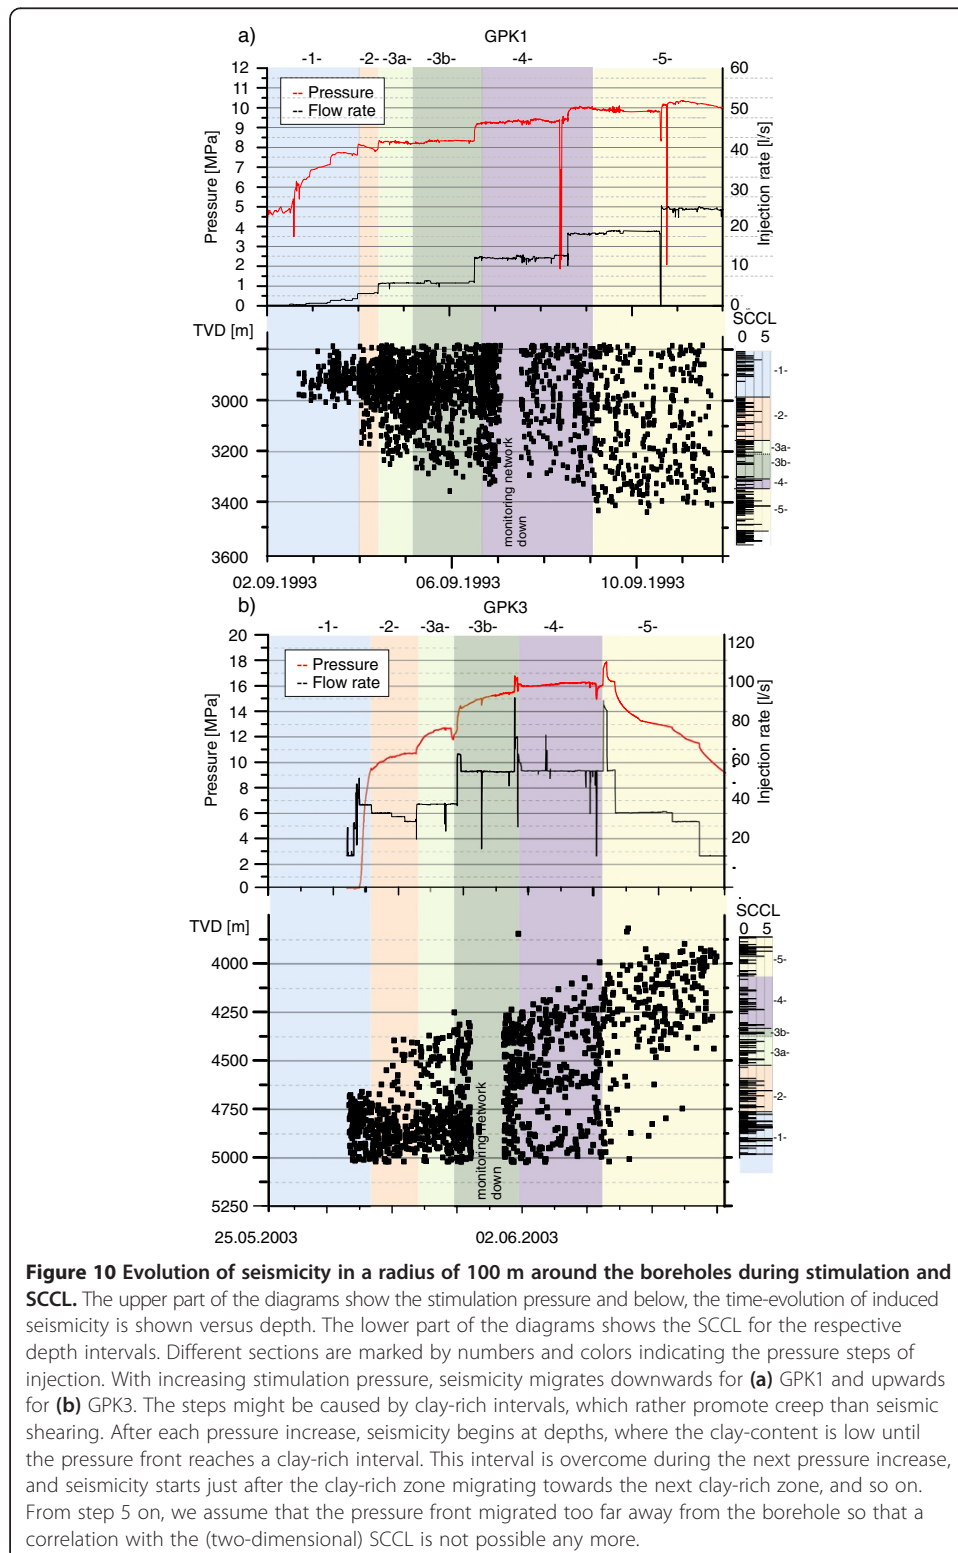 a)
GPK1
-1- -2- -3a- -3b- -4- -5-
12
11
10
9
8
7
6
5
4
3
2
1
0
Pressure [MPa]
-- Pressure
-- Flow rate
60
50
40
30
20
10
0
Injection rate [l/s]
TVD [m]
3000
3200
3400
3600
monitoring network
down
SCCL
0 5
-1-
-2-
-3a-
-3b-
-4-
-5-
02.09.1993 06.09.1993 10.09.1993
b)
GPK3
-1- -2- -3a- -3b- -4- -5-
20
18
16
14
12
10
8
6
4
2
0
Pressure [MPa]
-- Pressure
-- Flow rate
120
100
80
60
40
20
Injection rate [l/s]
TVD [m]
4000
4250
4500
4750
5000
5250
monitoring network
down
SCCL
0 5
-5-
-4-
-3b-
-3a-
-2-
-1-
25.05.2003 02.06.2003
Figure 10 Evolution of seismicity in a radius of 100 m around the boreholes during stimulation and
SCCL. The upper part of the diagrams show the stimulation pressure and below, the time-evolution of induced
seismicity is shown versus depth. The lower part of the diagrams shows the SCCL for the respective
depth intervals. Different sections are marked by numbers and colors indicating the pressure steps of
injection. With increasing stimulation pressure, seismicity migrates downwards for (a) GPK1 and upwards
for (b) GPK3. The steps might be caused by clay-rich intervals, which rather promote creep than seismic
shearing. After each pressure increase, seismicity begins at depths, where the clay-content is low until
the pressure front reaches a clay-rich interval. This interval is overcome during the next pressure increase,
and seismicity starts just after the clay-rich zone migrating towards the next clay-rich zone, and so on.
From step 5 on, we assume that the pressure front migrated too far away from the borehole so that a
correlation with the (two-dimensional) SCCL is not possible any more.